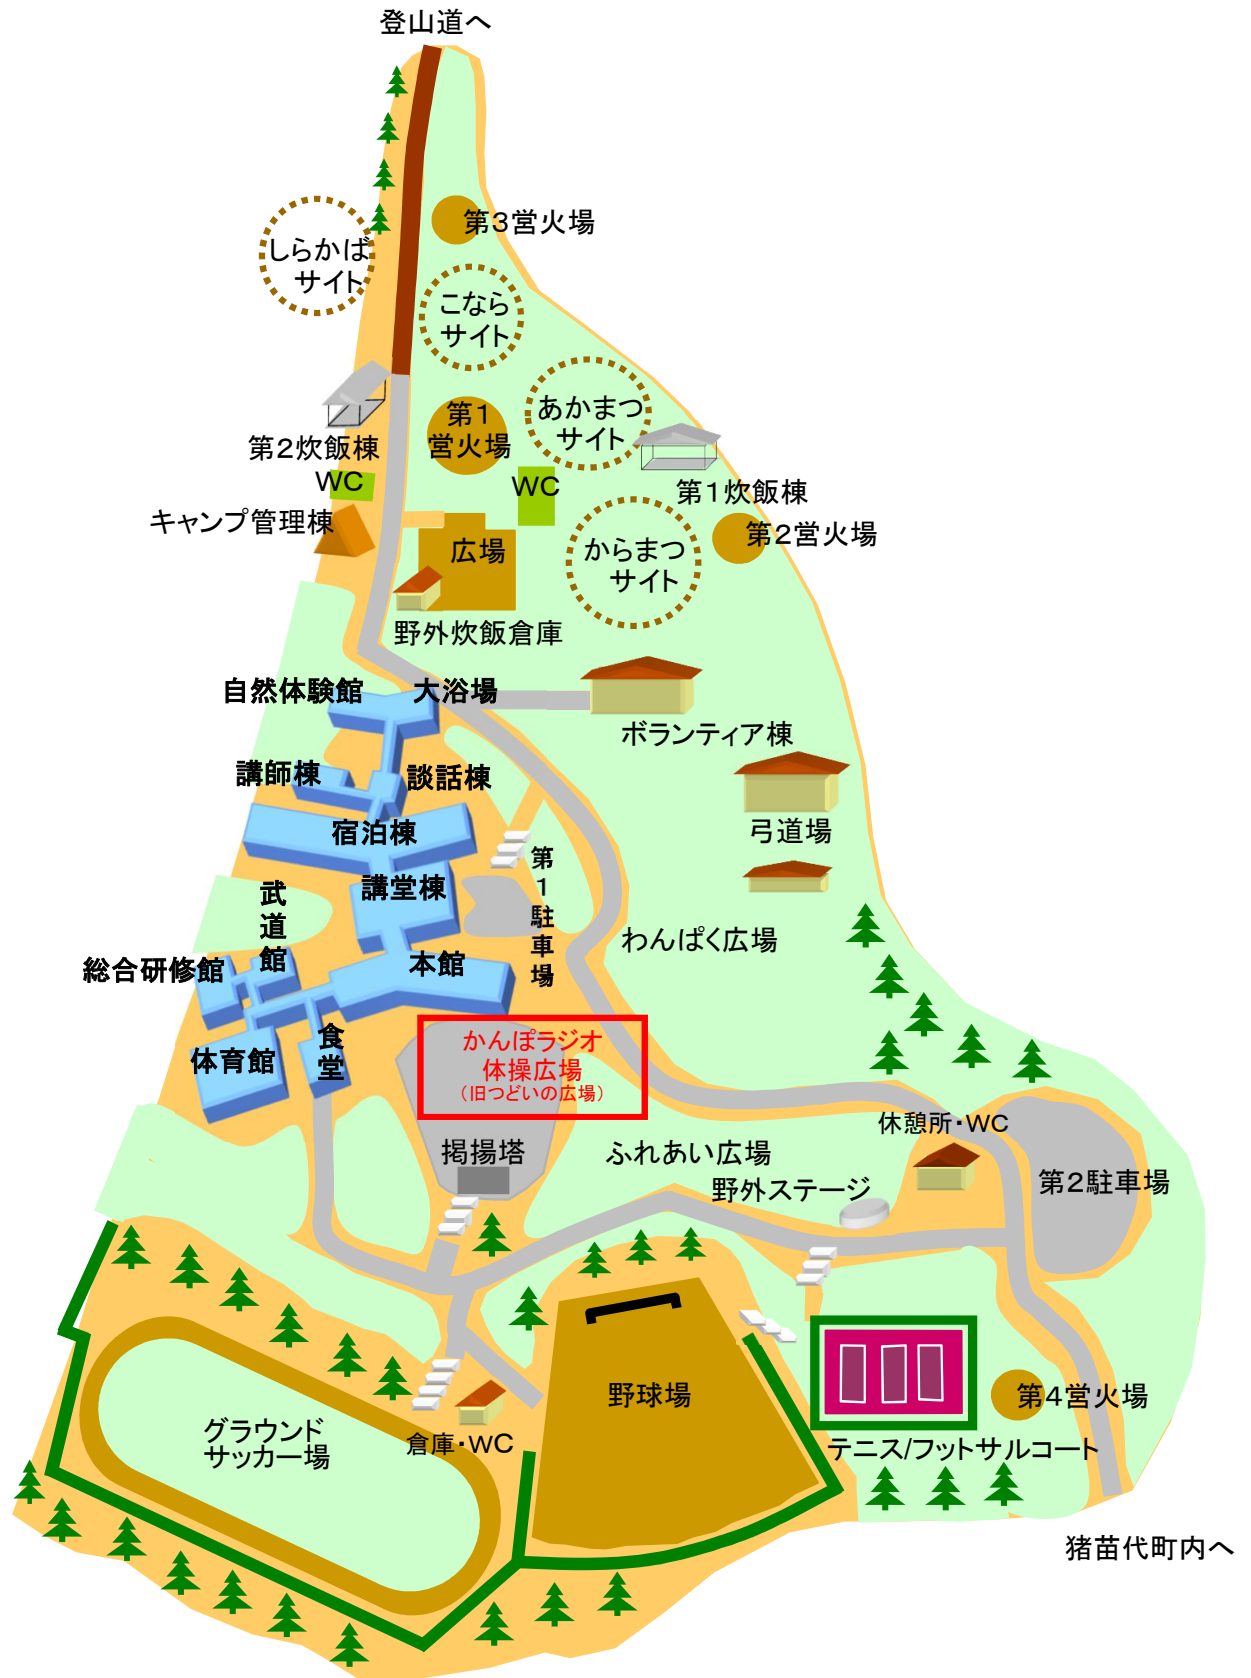 登山道へ
第3営火場
しらかば
サイト
こなら
サイト
あかまつ
サイト
第1
営火場
第2炊飯棟
WC
WC
第1炊飯棟
キャンプ管理棟
第2営火場
広場
からまつ
サイト
野外炊飯倉庫
自然体験館
大浴場
ボランティア棟
講師棟
談話棟
宿泊棟
弓道場
第1駐車場
講堂棟
武道館
わんぱく広場
総合研修館
本館
食堂
体育館
かんぽラジオ
体操広場
(旧つどいの広場)
休憩所・WC
掲揚塔
ふれあい広場
野外ステージ
第2駐車場
野球場
第4営火場
グラウンド
サッカー場
倉庫・WC
テニス/フットサルコート
猪苗代町内へ